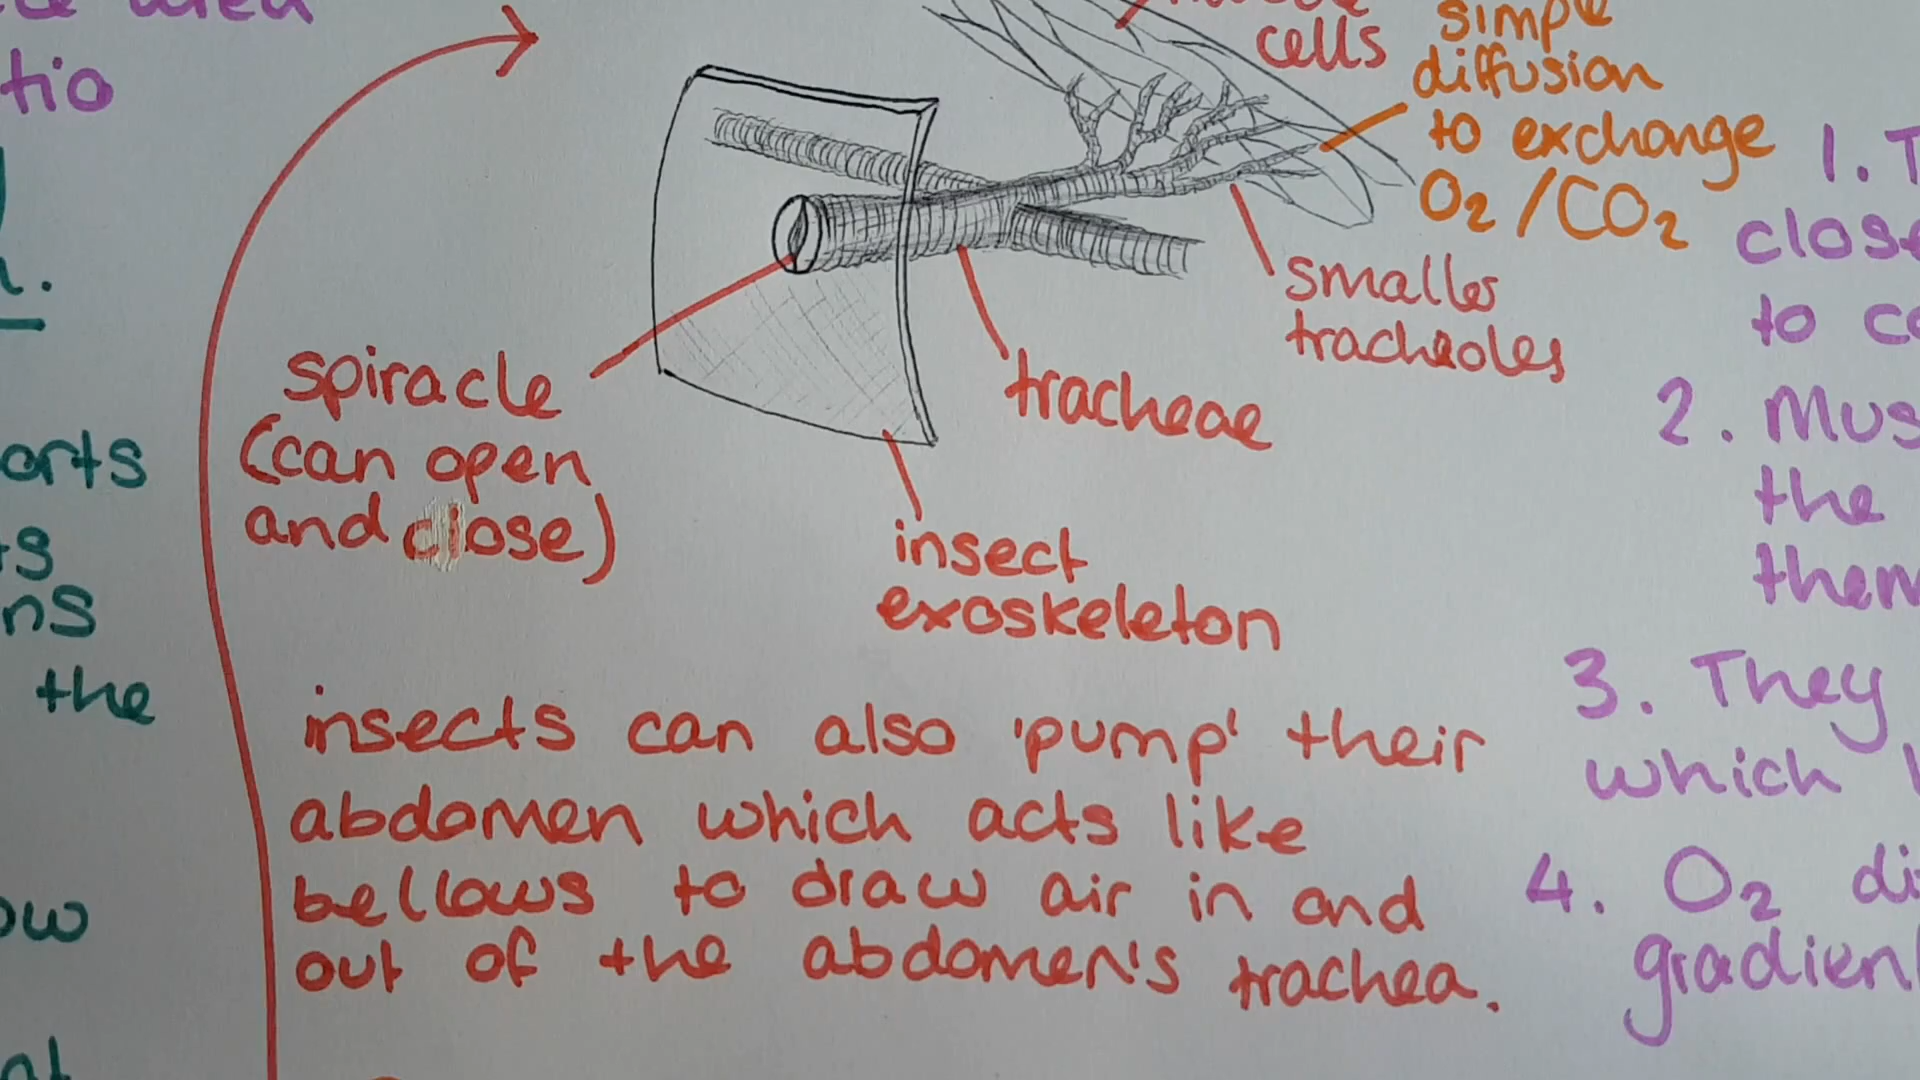 tio
cells
simple
diffusion
to exchange
O₂/CO₂
smaller
tracheoles
tracheae
spiracle
(can open
and close)
insect
exoskeleton
insects can also 'pump' their
abdomen which acts like
bellows to draw air in and
out of the abdomen's trachea.
the
1. T
close
to co
2. Mus
the
them
3. They
which
4. O₂ di
gradient